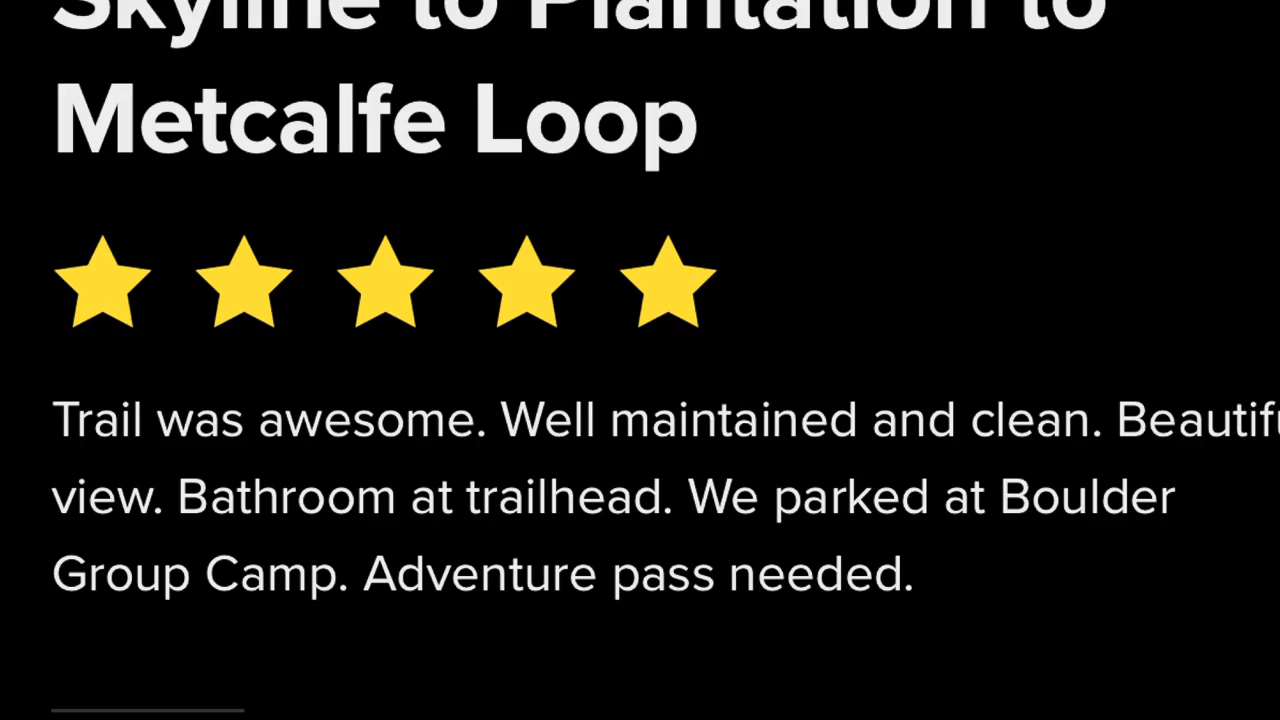 Skyline to Plantation to
Metcalfe Loop
Trail was awesome. Well maintained and clean.
view. Bathroom at trailhead. We parked at Boulder
Group Camp. Adventure pass needed.